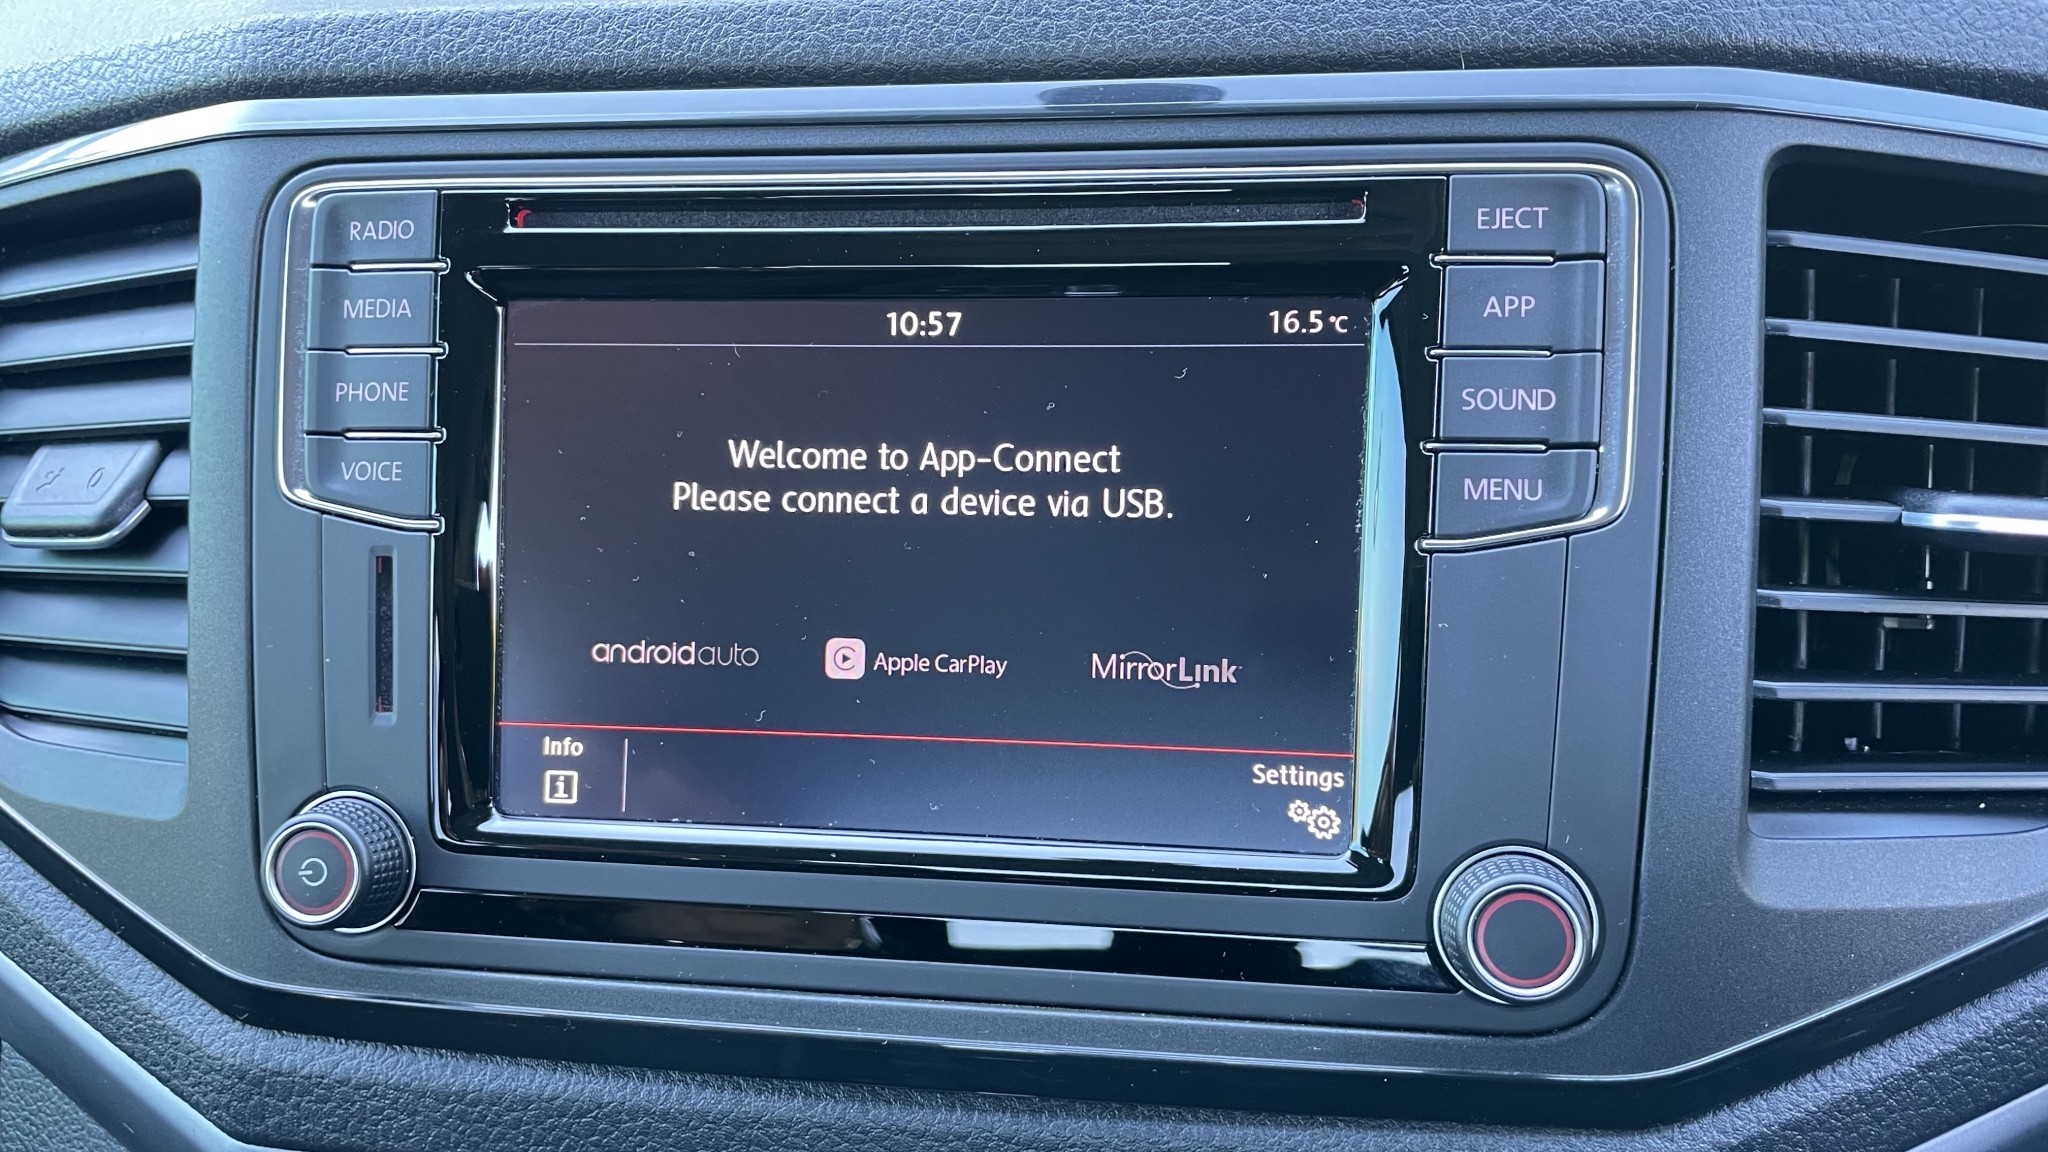 RADIO
MEDIA
PHONE
VOICE
EJECT
APP
SOUND
MENU
10:57
16.5°C
Welcome to App-Connect
Please connect a device via USB.
androidauto
Apple CarPlay
MirrorLink
Info
i
Settings